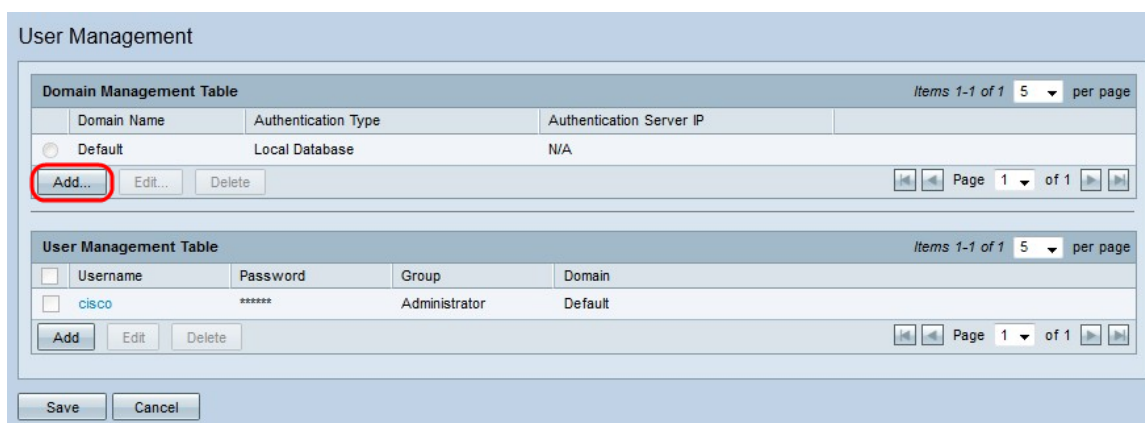 User Management
Domain Management Table Items 1-1 of 1 5 per page
Domain Name Authentication Type Authentication Server IP
Default Local Database N/A
Add... Edit... Delete Page 1 of 1
User Management Table Items 1-1 of 1 5 per page
Username Password Group Domain
cisco ****** Administrator Default
Add Edit Delete Page 1 of 1
Save Cancel